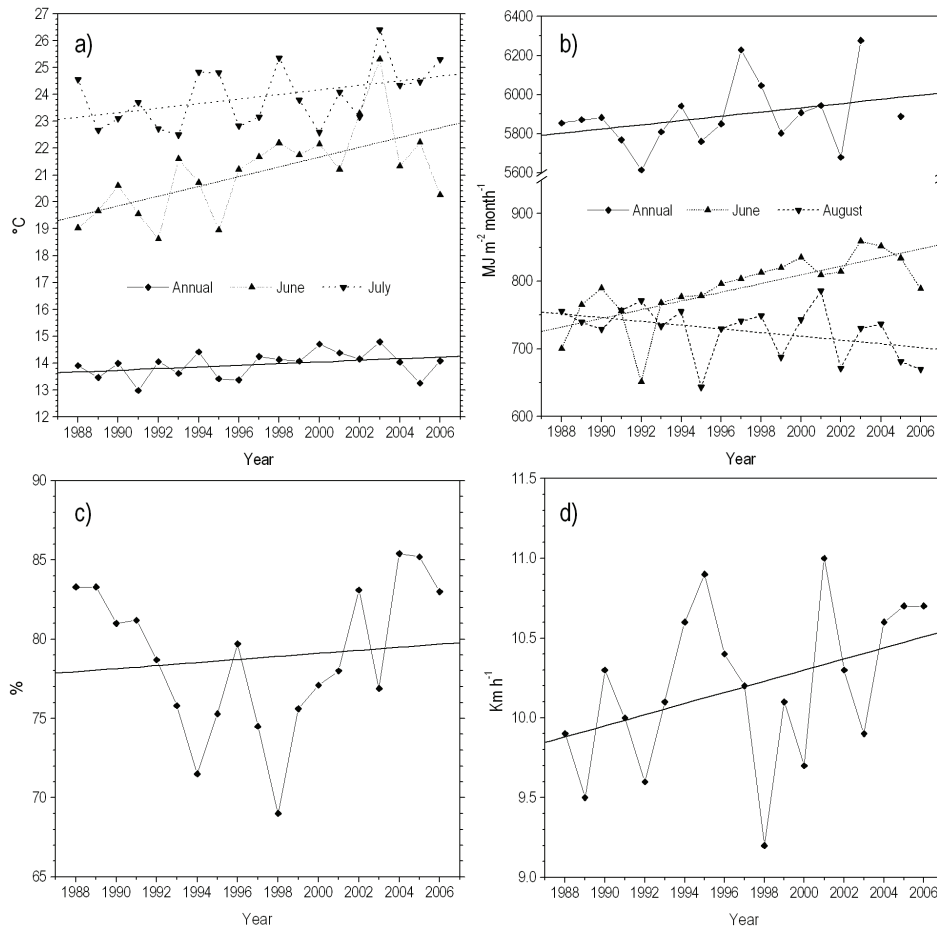 a)
27
26
25
24
23
22
21
20
19
18
17
16
15
14
13
12
°C
Annual June July
1988 1990 1992 1994 1996 1998 2000 2002 2004 2006
Year
b)
6400
6200
6000
5800
5600
900
800
700
600
MJ m-2 month-1
Annual June August
1988 1990 1992 1994 1996 1998 2000 2002 2004 2006
Year
c)
90
85
80
75
70
65
%
1988 1990 1992 1994 1996 1998 2000 2002 2004 2006
Year
d)
11.5
11.0
10.5
10.0
9.5
9.0
Km h-1
1988 1990 1992 1994 1996 1998 2000 2002 2004 2006
Year